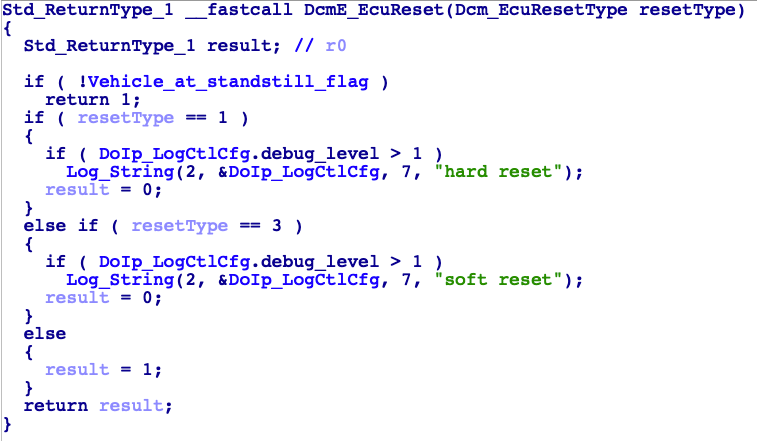 Std_ReturnType_1 __fastcall DcmE_EcuReset(Dcm_EcuResetType resetType)
{
  Std_ReturnType_1 result; // r0

  if ( !Vehicle_at_standstill_flag )
    return 1;
  if ( resetType == 1 )
  {
    if ( DoIp_LogCtlCfg.debug_level > 1 )
      Log_String(2, &DoIp_LogCtlCfg, 7, "hard reset");
    result = 0;
  }
  else if ( resetType == 3 )
  {
    if ( DoIp_LogCtlCfg.debug_level > 1 )
      Log_String(2, &DoIp_LogCtlCfg, 7, "soft reset");
    result = 0;
  }
  else
  {
    result = 1;
  }
  return result;
}